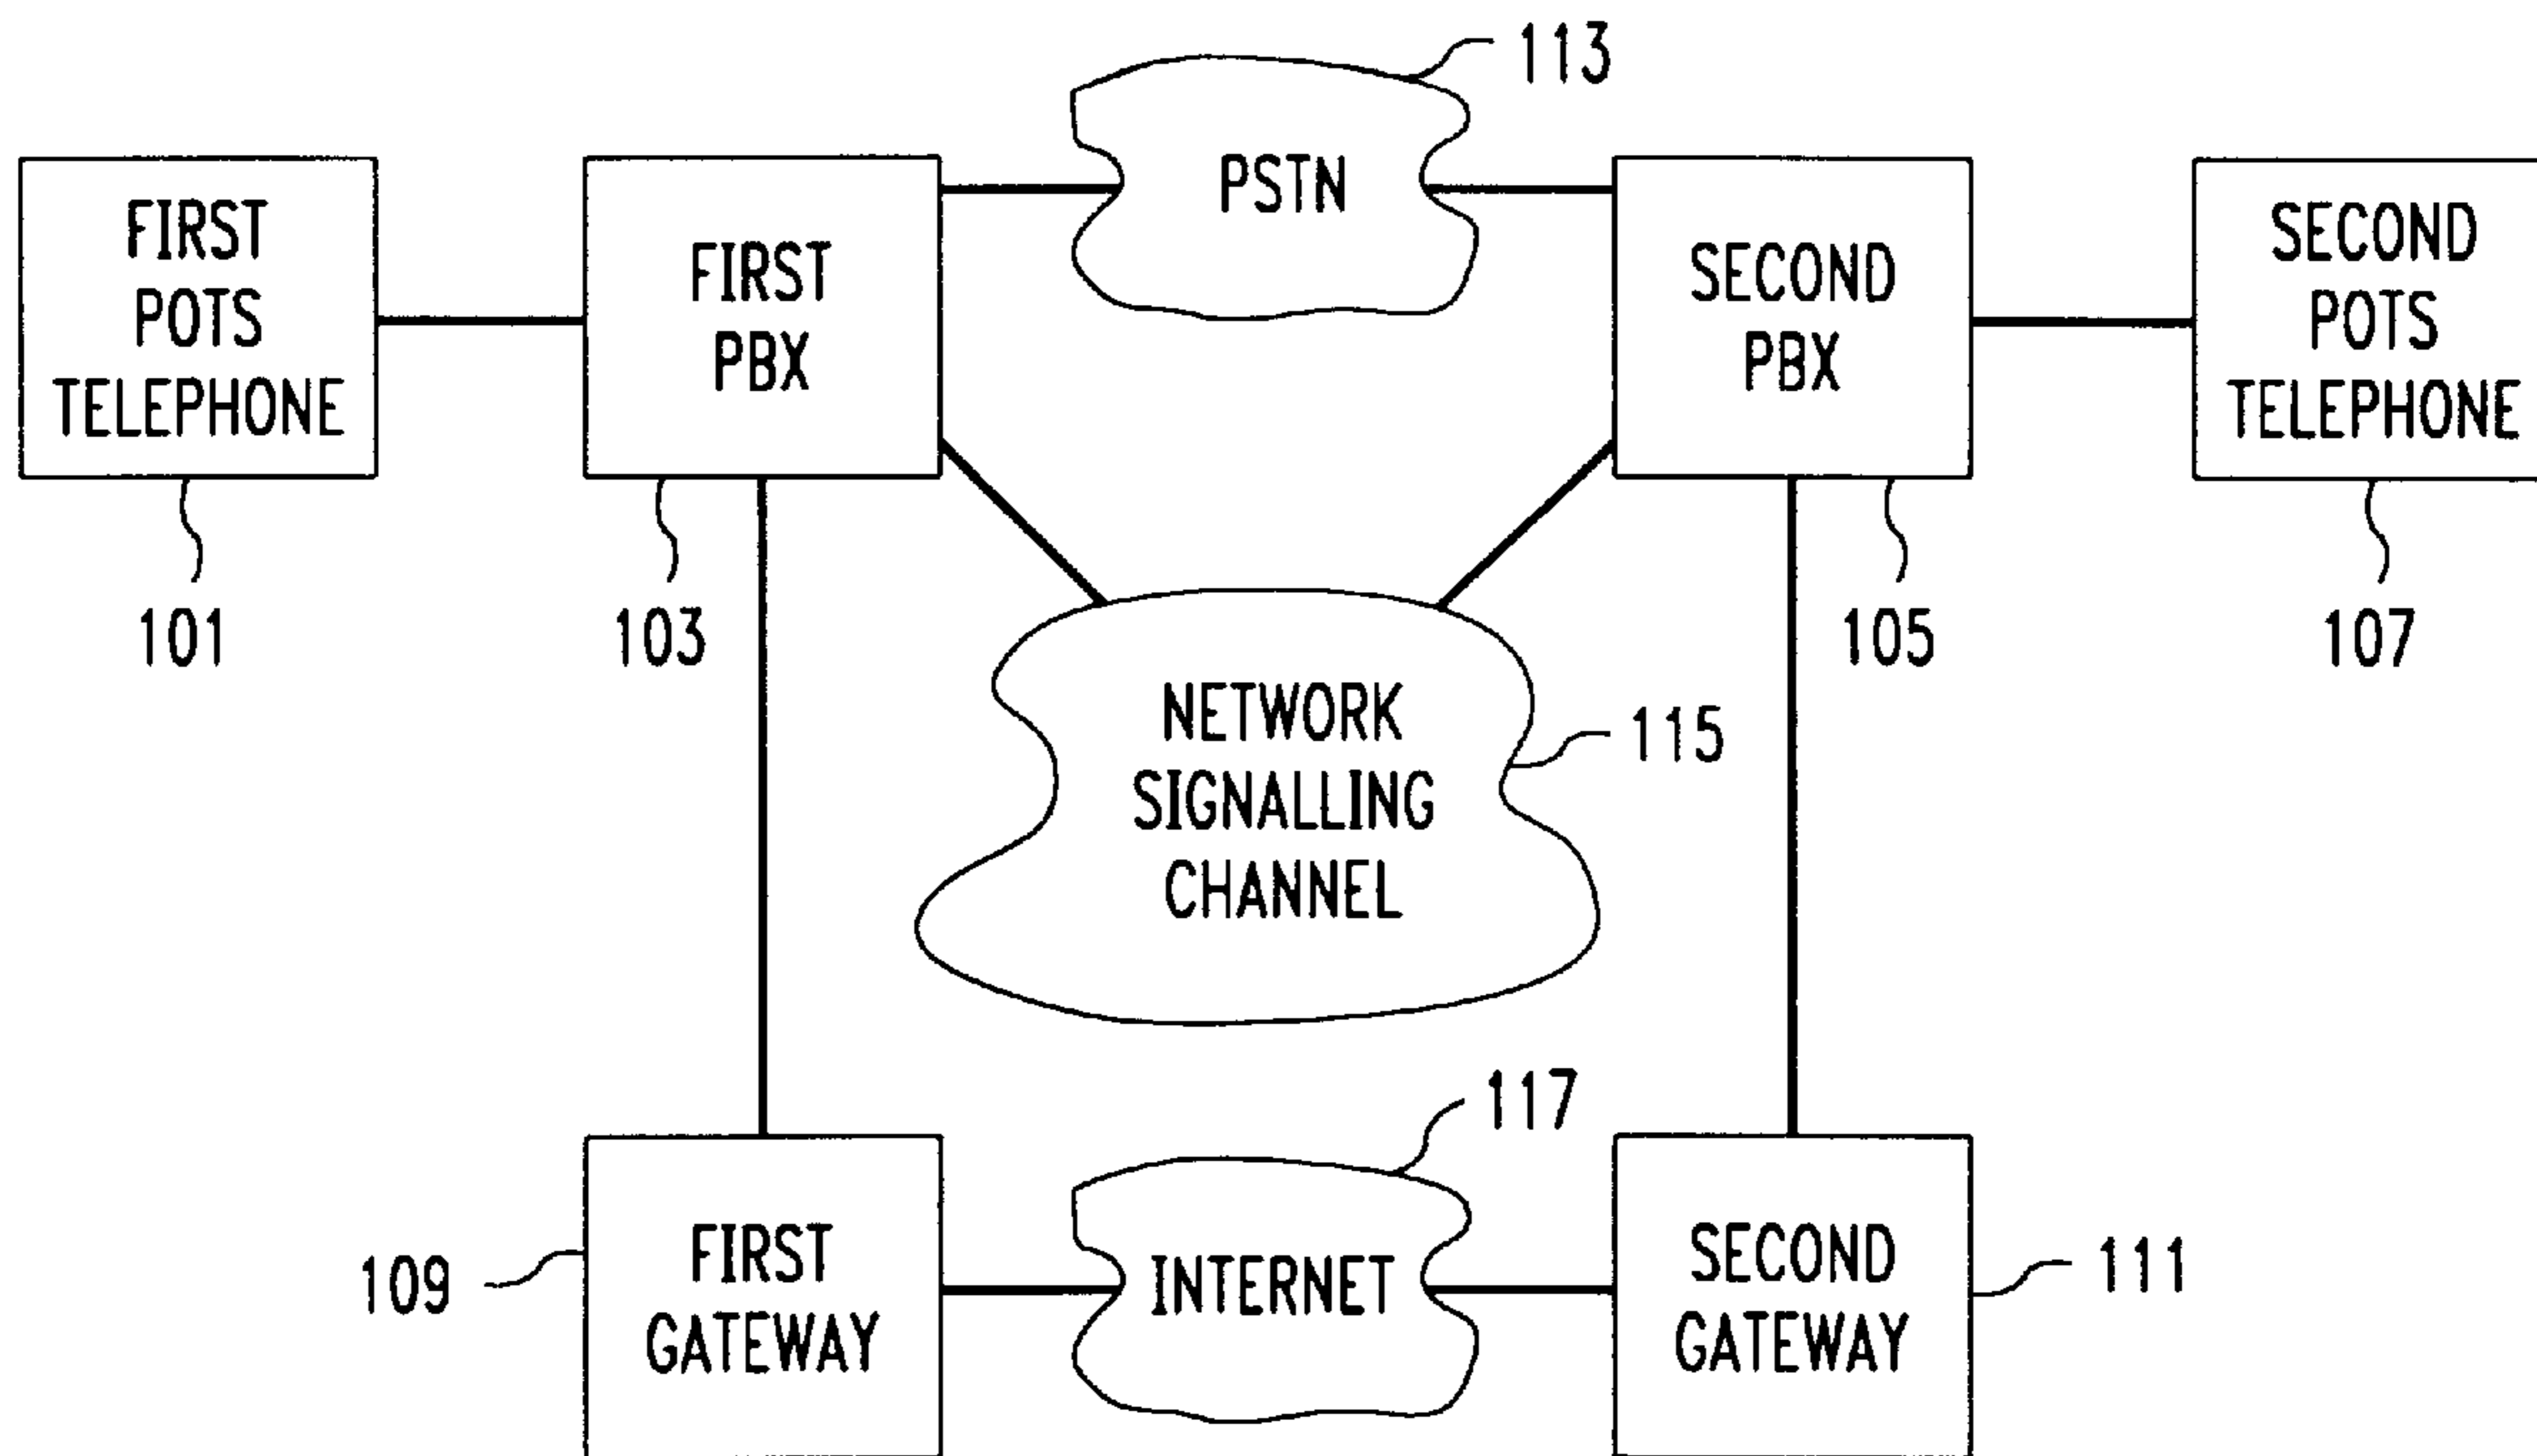 113
PSTN
FIRST
POTS
TELEPHONE
FIRST
PBX
SECOND
PBX
SECOND
POTS
TELEPHONE
101
103
105
107
NETWORK
SIGNALLING
CHANNEL
115
117
109
FIRST
GATEWAY
INTERNET
SECOND
GATEWAY
111